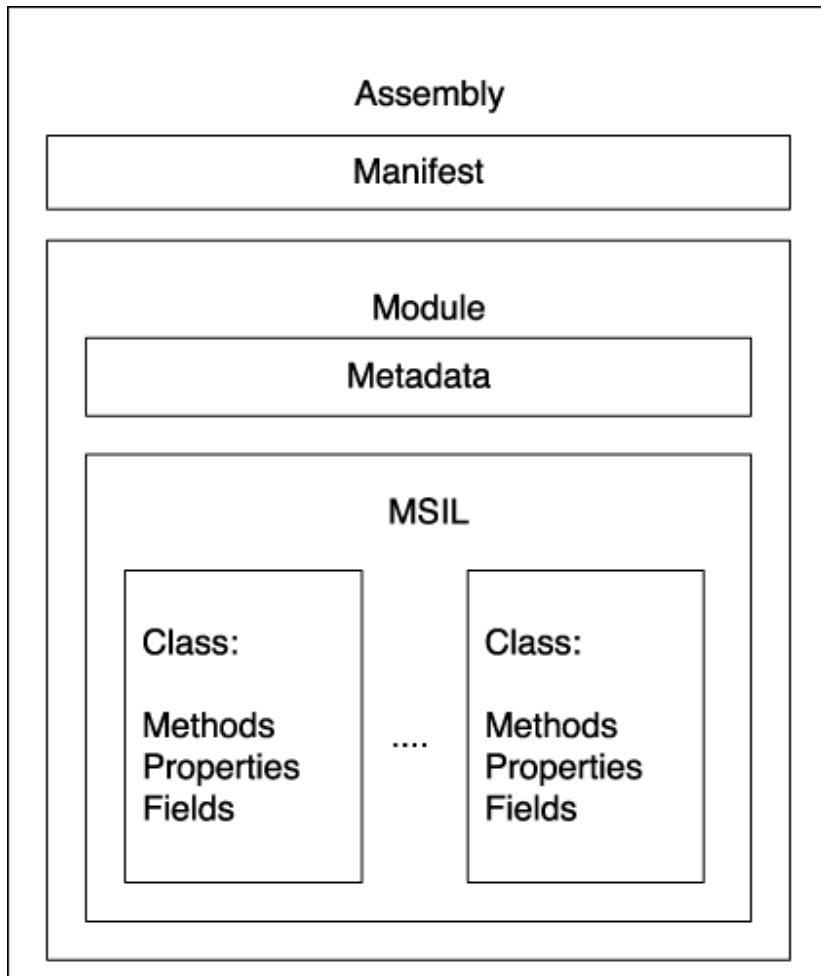 Assembly
Manifest
Module
Metadata
MSIL
Class:
Methods
Properties
Fields
....
Class:
Methods
Properties
Fields